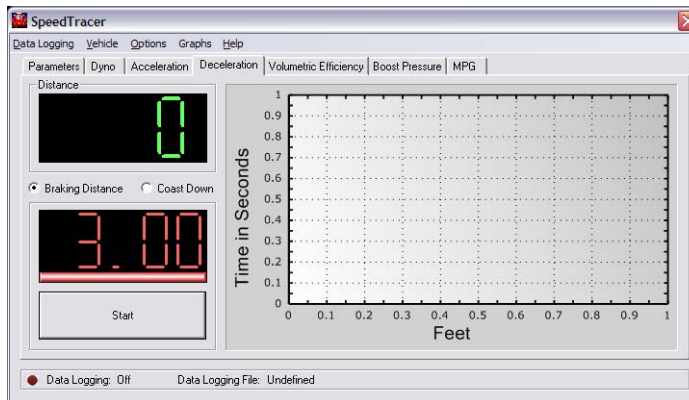 SpeedTracer
Data Logging Vehicle Options Graphs Help
Parameters Dyno Acceleration Deceleration Volumetric Efficiency Boost Pressure MPG
Distance
0
Braking Distance Coast Down
3.00
Start
Time in Seconds
1
0.9
0.8
0.7
0.6
0.5
0.4
0.3
0.2
0.1
0
0 0.1 0.2 0.3 0.4 0.5 0.6 0.7 0.8 0.9 1
Feet
Data Logging: Off Data Logging File: Undefined